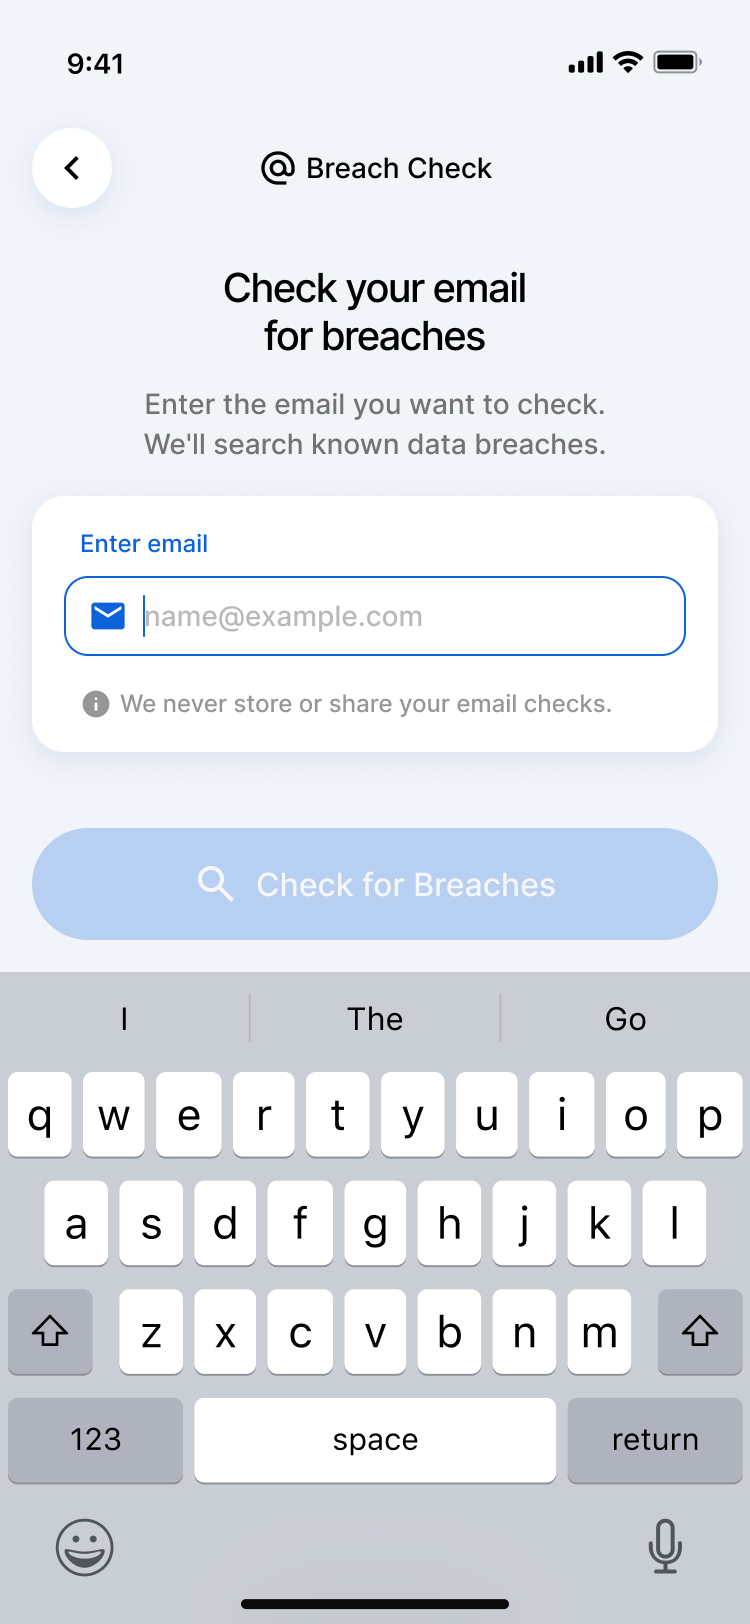 9:41
Breach Check
Check your email
for breaches
Enter the email you want to check.
We'll search known data breaches.
Enter email
name@example.com
We never store or share your email checks.
Check for Breaches
I The Go
q w e r t y u i o p
a s d f g h j k l
z x c v b n m
123 space return